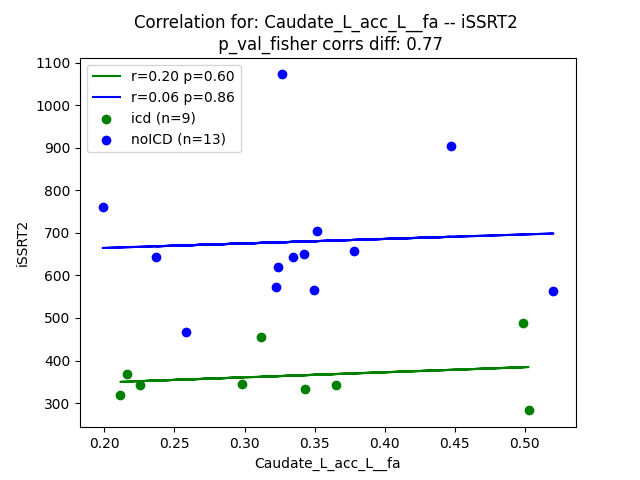 Correlation for: Caudate_L_acc_L__fa -- iSSRT2
p_val_fisher corrs diff: 0.77
r=0.20 p=0.60
r=0.06 p=0.86
icd (n=9)
noICD (n=13)
1100
1000
900
800
700
600
500
400
300
iSSRT2
0.20 0.25 0.30 0.35 0.40 0.45 0.50
Caudate_L_acc_L__fa